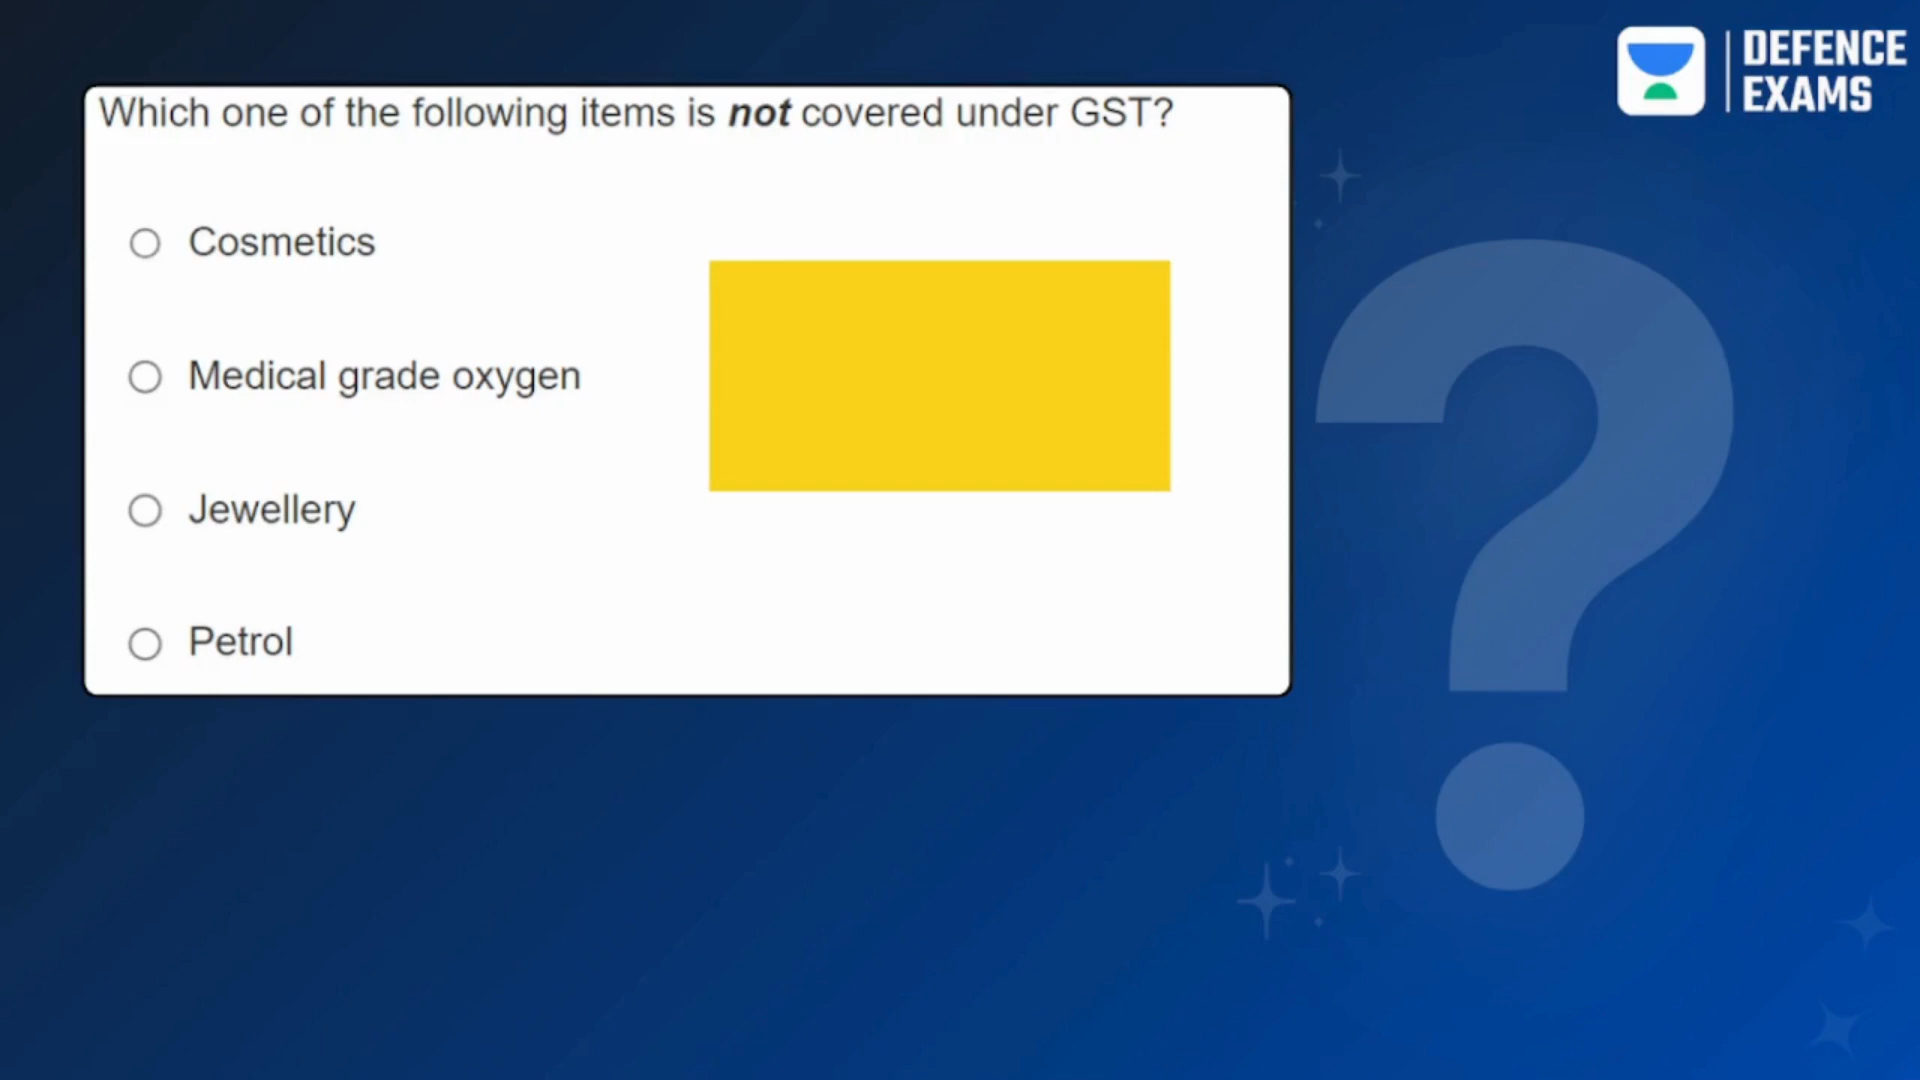 DEFENCE
EXAMS
Which one of the following items is not covered under GST?
Cosmetics
Medical grade oxygen
Jewellery
Petrol